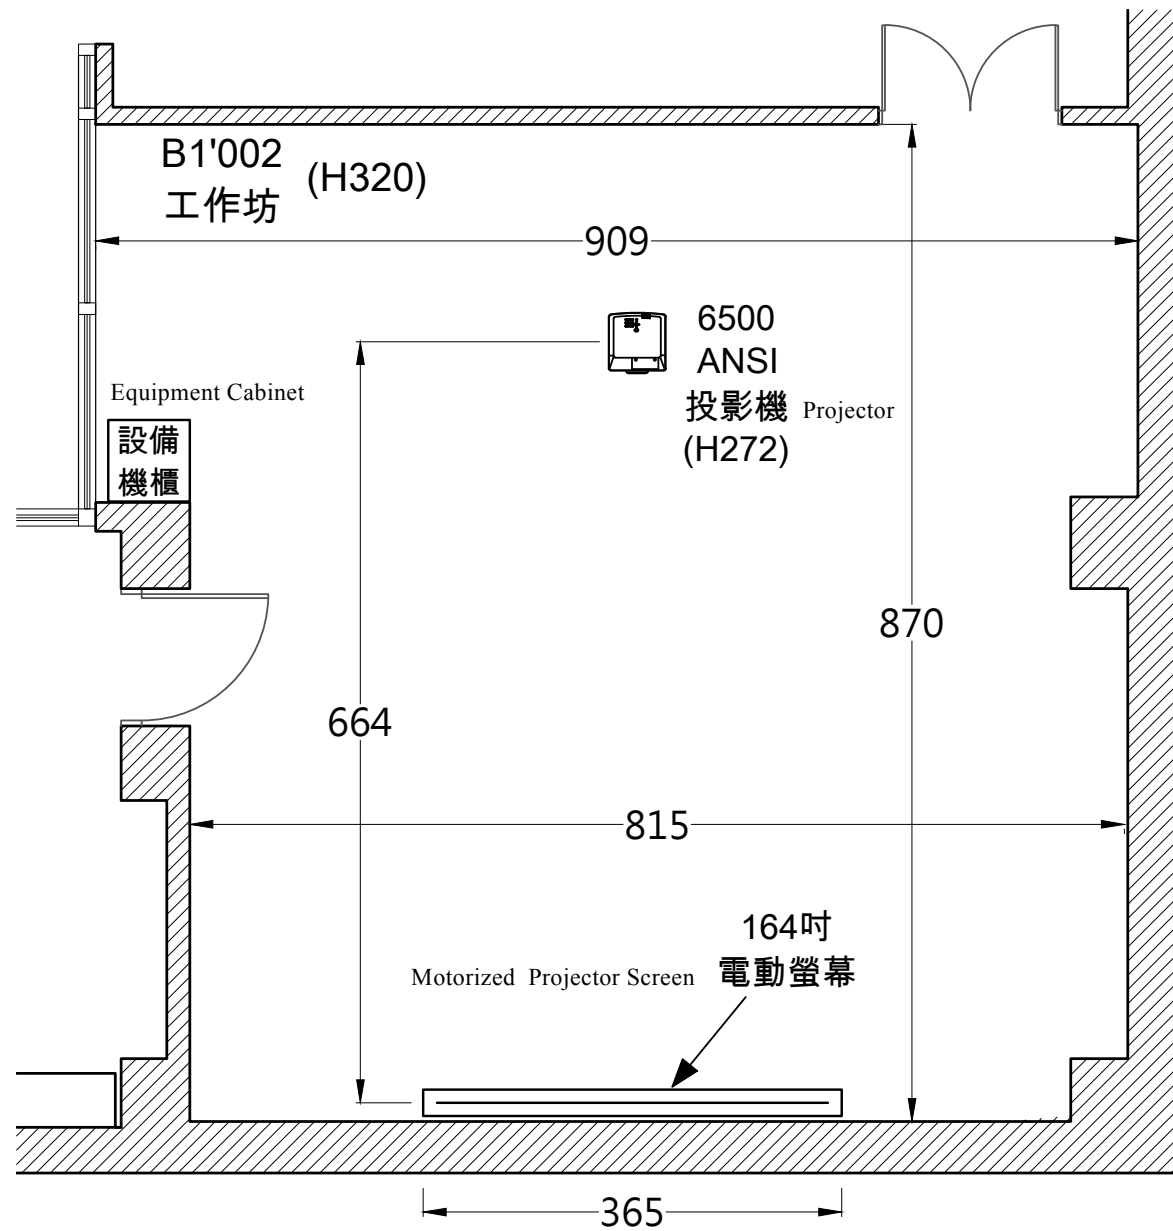 B1'002
工作坊
(H320)
909
6500
ANSI
投影機 Projector
(H272)
Equipment Cabinet
設備
機櫃
870
664
815
164吋
Motorized Projector Screen 電動螢幕
365